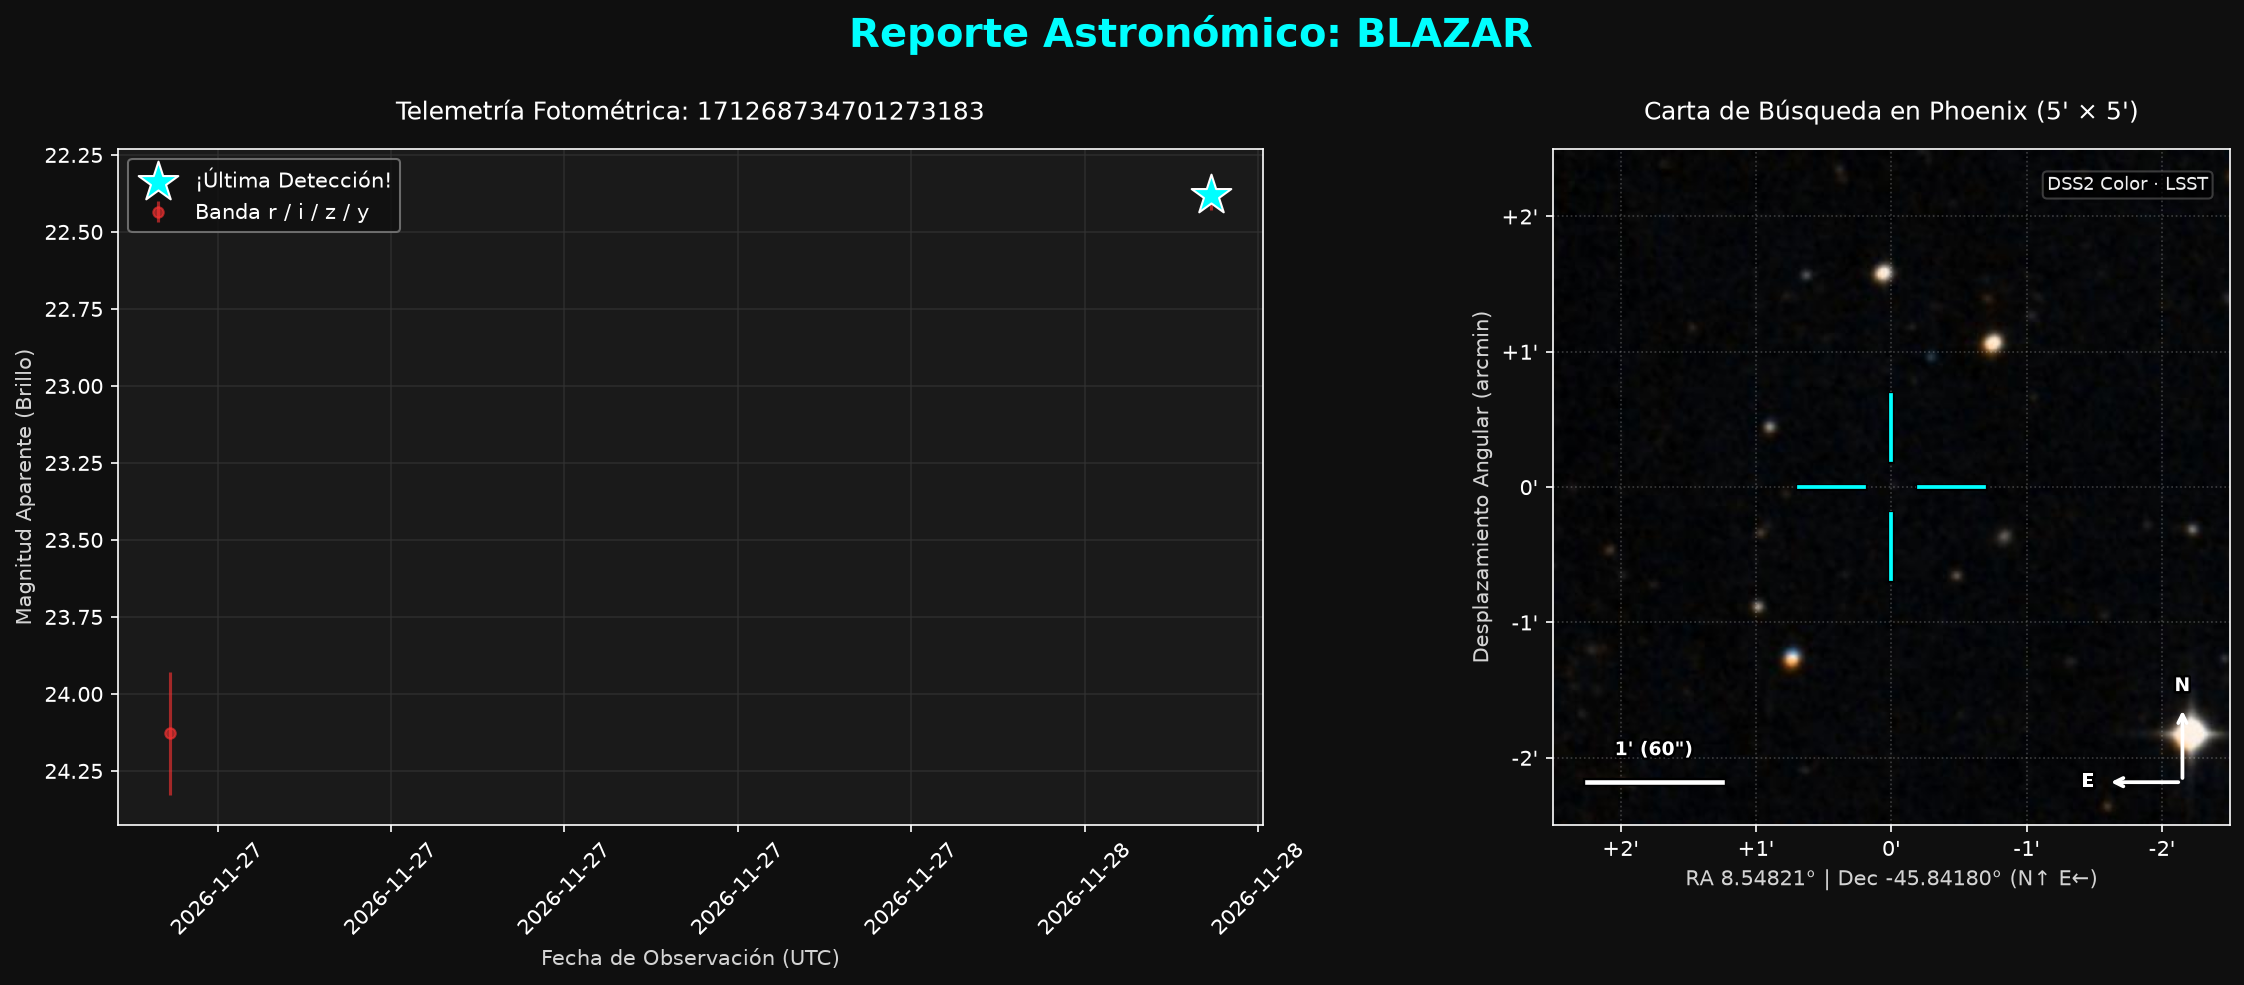 Reporte Astronómico: BLAZAR
Telemetría Fotométrica: 171268734701273183
¡Última Detección!
Banda r / i / z / y
Magnitud Aparente (Brillo)
22.25
22.50
22.75
23.00
23.25
23.50
23.75
24.00
24.25
2026-11-27
2026-11-27
2026-11-27
2026-11-27
2026-11-27
2026-11-28
2026-11-28
Fecha de Observación (UTC)
Carta de Búsqueda en Phoenix (5' × 5')
DSS2 Color · LSST
Desplazamiento Angular (arcmin)
+2'
+1'
0'
-1'
-2'
N
E
1' (60")
+2'
+1'
0'
-1'
-2'
RA 8.54821° | Dec -45.84180° (N↑ E←)